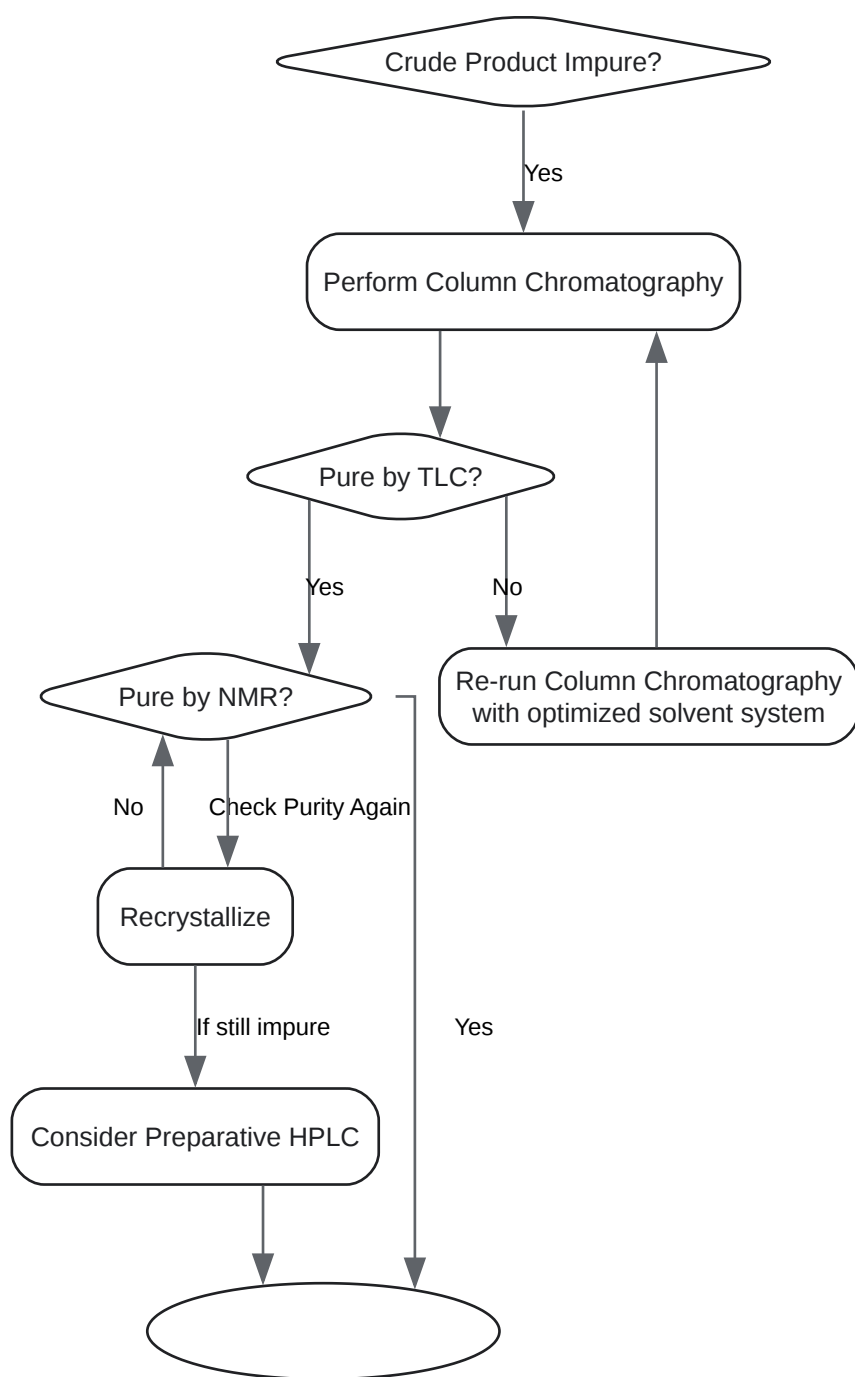 Crude Product Impure?
Yes
Perform Column Chromatography
Pure by TLC?
Yes
No
Pure by NMR?
Re-run Column Chromatography
with optimized solvent system
No
Check Purity Again
Recrystallize
If still impure
Yes
Consider Preparative HPLC